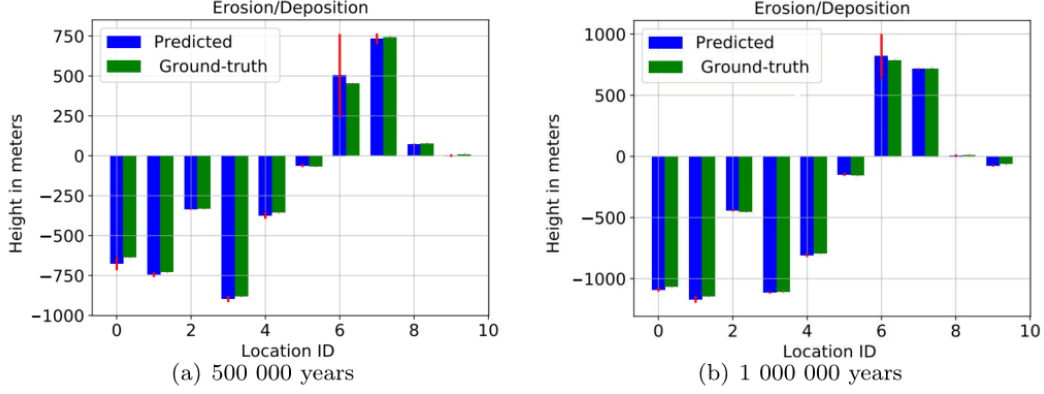 Erosion/Deposition
Predicted
Ground-truth
Height in meters
750
500
250
0
−250
−500
−750
−1000
0 2 4 6 8 10
Location ID
(a) 500 000 years
Erosion/Deposition
Predicted
Ground-truth
Height in meters
1000
500
0
−500
−1000
0 2 4 6 8 10
Location ID
(b) 1 000 000 years